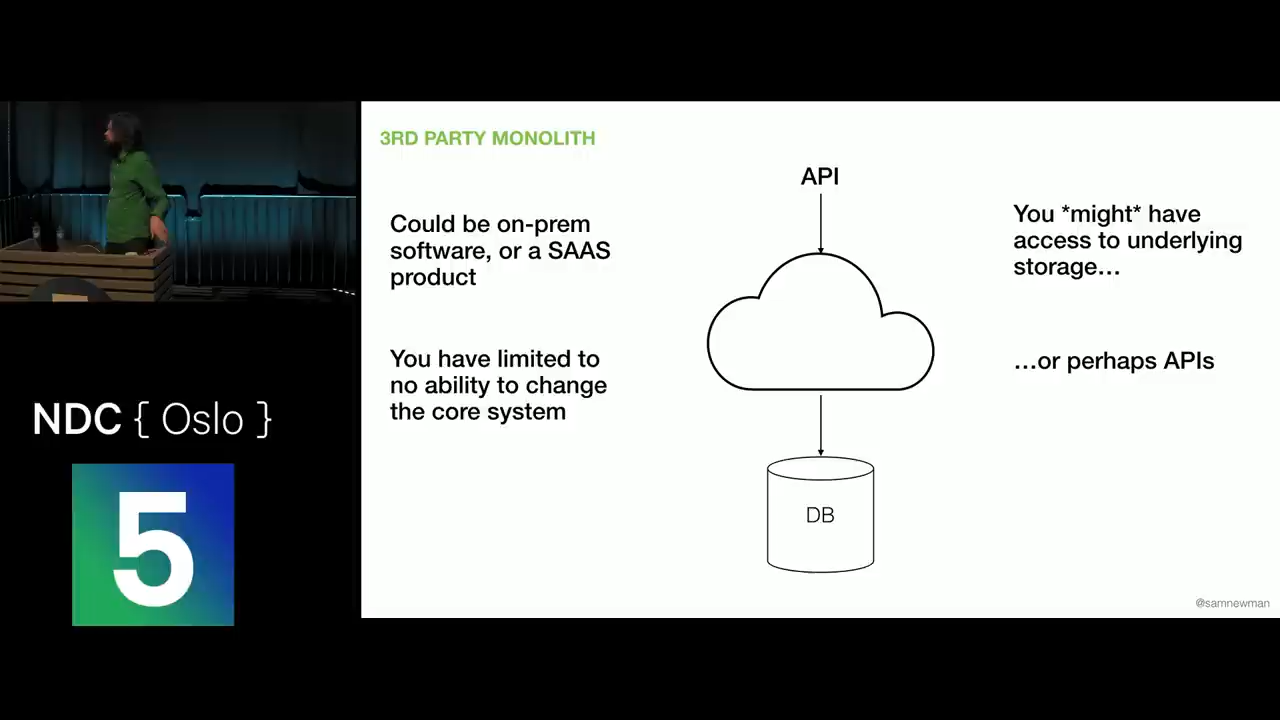 3RD PARTY MONOLITH
API
Could be on-prem
software, or a SAAS
product
You *might* have
access to underlying
storage…
You have limited to
no ability to change
the core system
…or perhaps APIs
DB
@samnewman
NDC { Oslo }
5